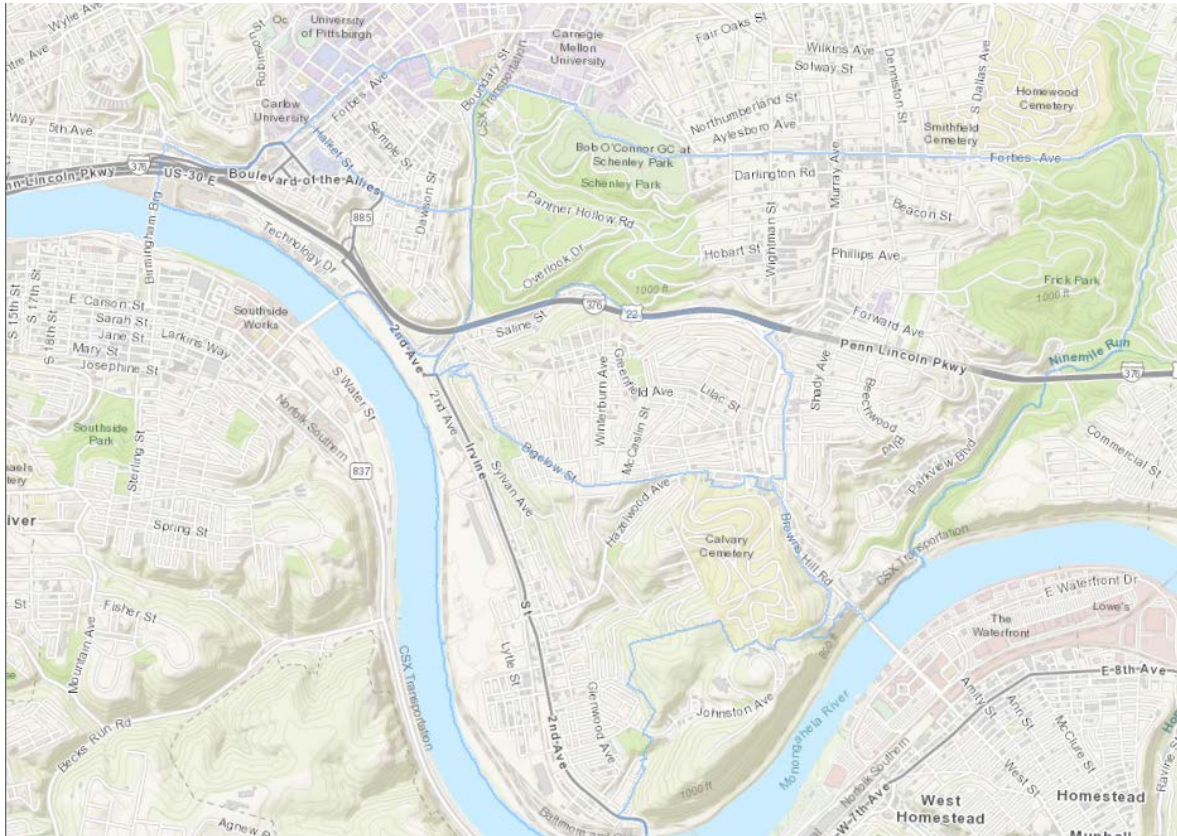 Wylie Ave
Oc
University
of Pittsburgh
Robinson St
Carlow
University
Forbes Ave
Halket St
Semple St
Dawson St
Boundary St
CSX Transportation
Carnegie
Mellon
University
Fair Oaks St
Wilkins Ave
Solway St
Denniston St
S Dallas Ave
Homewood
Cemetery
Northumberland St
Aylesboro Ave
Smithfield
Cemetery
Forbes Ave
Way
5th Ave
376
Penn-Lincoln Pkwy
US-30-E
Boulevard-of-the-Allies
885
Bob O'Connor GC at
Schenley Park
Schenley Park
Panther Hollow Rd
Overlook Dr
1000 ft
Darlington Rd
Murray Ave
Beacon St
Hobart St
Wightman St
Phillips Ave
Frick Park
1000 ft
Birmingham Brg
Technology Dr
S 15th St
S 17th St
S 18th St
E Carson St
Sarah St
Jane St
Mary St
Josephine St
Larkins Way
Southside
Works
S Water St
Norfolk Southern
2nd-Ave
Saline St
376
22
Forward Ave
Penn Lincoln Pkwy
Ninemile Run
376
Southside
Park
Sterling St
837
Spring St
2nd Ave
Irvine
St
Sylvan Ave
Bigelow St
Winterburn Ave
Greenfield Ave
McCaslin St
Lilac St
Shady Ave
Beechwood
Blvd
Parkview Blvd
Commercial St
Hazelwood Ave
Calvary
Cemetery
Browns Hill Rd
CSX Transportation
iver
Fisher St
Mountain Ave
Becks Run Rd
Agnew
CSX Transportation
Lytle St
2nd-Ave
Glenwood Ave
Johnston Ave
1000 ft
Monongahela River
E Waterfront Dr
Lowe's
The
Waterfront
E-8th-Ave
Amity St
Ann St
McClure St
West St
Ravine St
Norfolk Southern
W-7th-Ave
West
Homestead
Homestead
Munhall